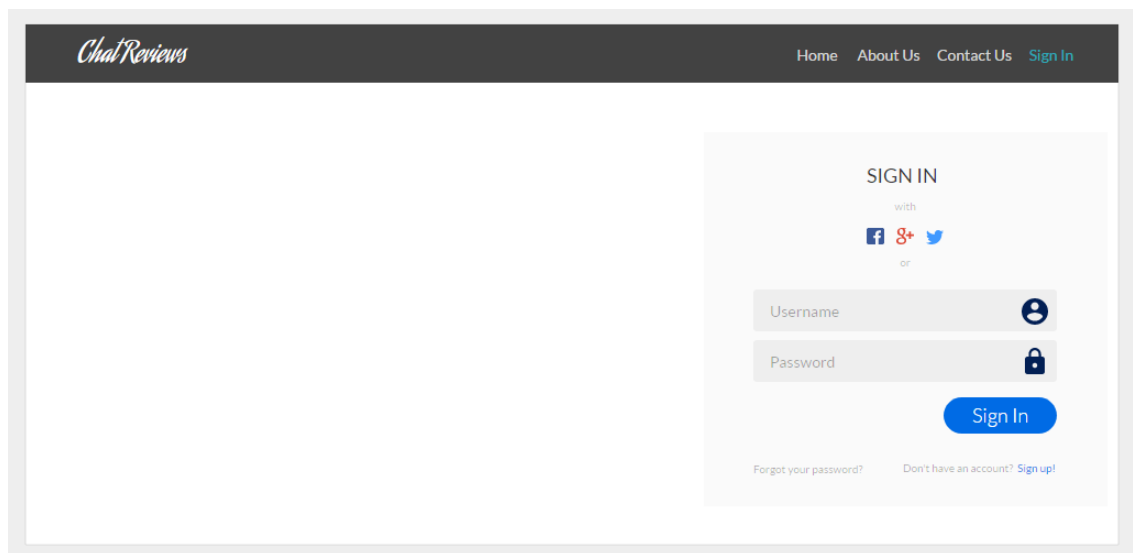 ChatReviews
Home About Us Contact Us Sign In
SIGN IN
with
or
Username
Password
Sign In
Forgot your password? Don't have an account? Sign up!